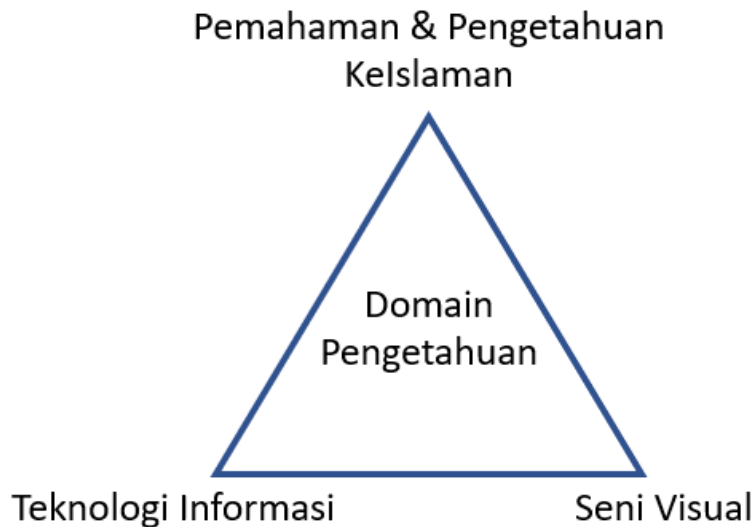 Pemahaman & Pengetahuan
KeIslaman
Domain
Pengetahuan
Teknologi Informasi
Seni Visual